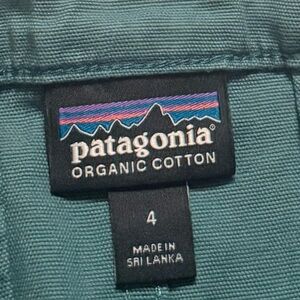 patagonia®
ORGANIC COTTON
4
MADE IN
SRI LANKA